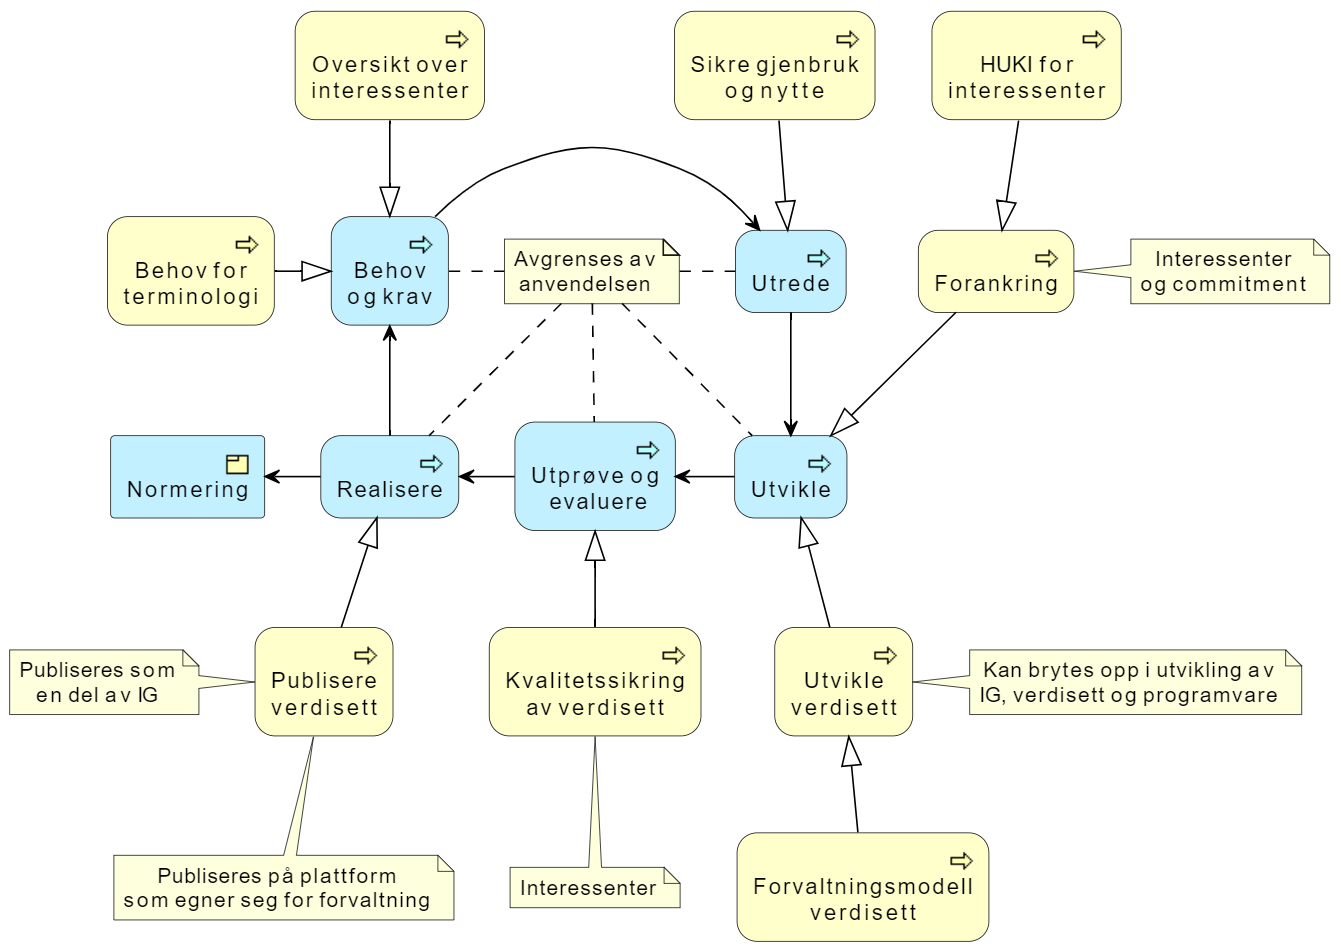 Oversikt over
interessenter
Sikre gjenbruk
og nytte
HUKI for
interessenter
Behov for
terminologi
Behov
og krav
Avgrenses av
anvendelsen
Utrede
Forankring
Interessenter
og commitment
Normering
Realisere
Utprøve og
evaluere
Utvikle
Publiseres som
en del av IG
Publisere
verdisett
Kvalitetssikring
av verdisett
Utvikle
verdisett
Kan brytes opp i utvikling av
IG, verdisett og programvare
Publiseres på plattform
som egner seg for forvaltning
Interessenter
Forvaltningsmodell
verdisett